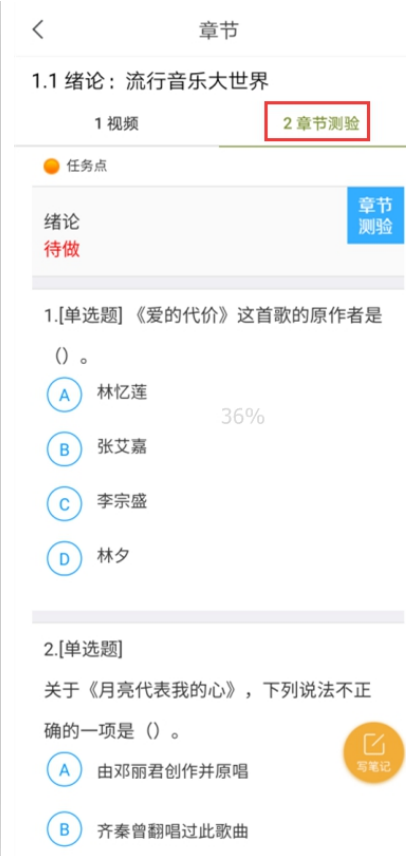 章节
1.1 绪论：流行音乐大世界
1 视频
2 章节测验
任务点
章节
测验
绪论
待做
1.[单选题] 《爱的代价》这首歌的原作者是
（）。
A 林忆莲
36%
B 张艾嘉
C 李宗盛
D 林夕
2.[单选题]
关于《月亮代表我的心》，下列说法不正
确的一项是（）。
写笔记
A 由邓丽君创作并原唱
B 齐秦曾翻唱过此歌曲